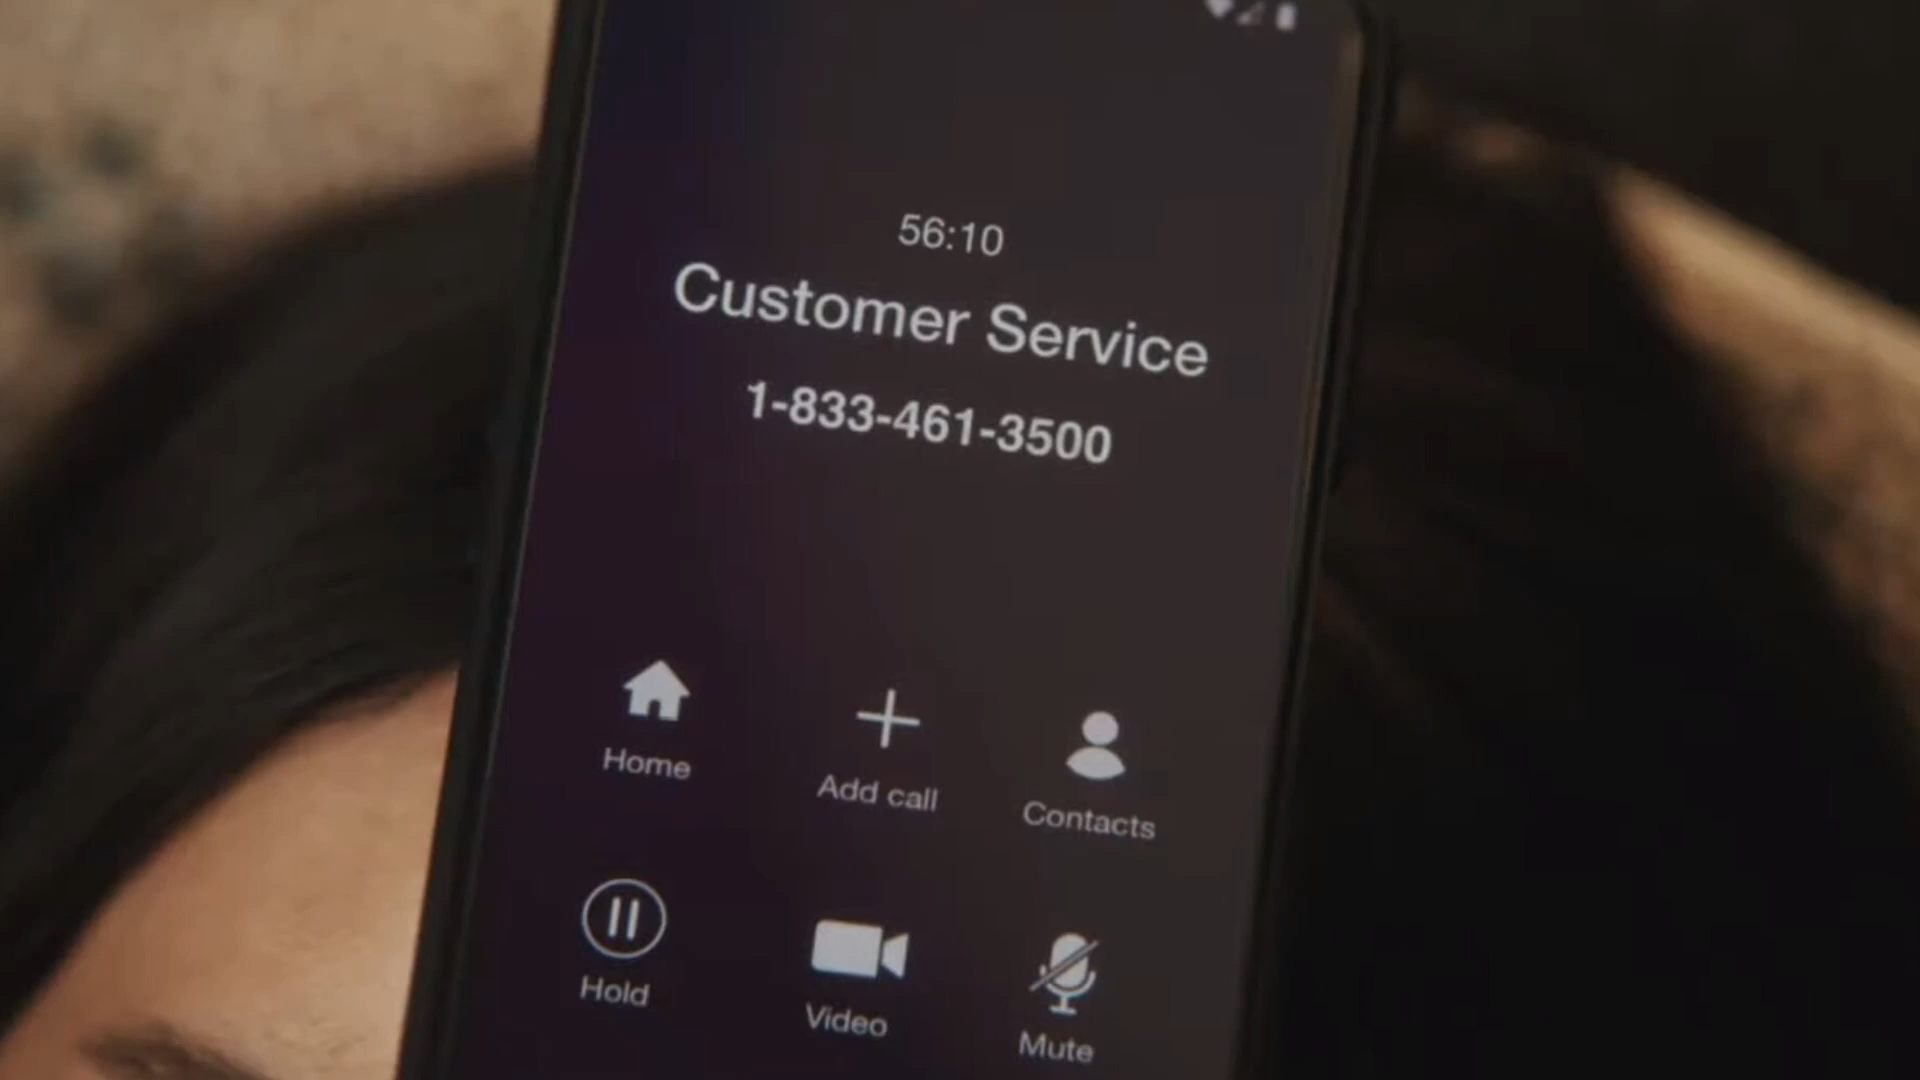 56:10
Customer Service
1-833-461-3500
Home
Add call
Contacts
Hold
Video
Mute